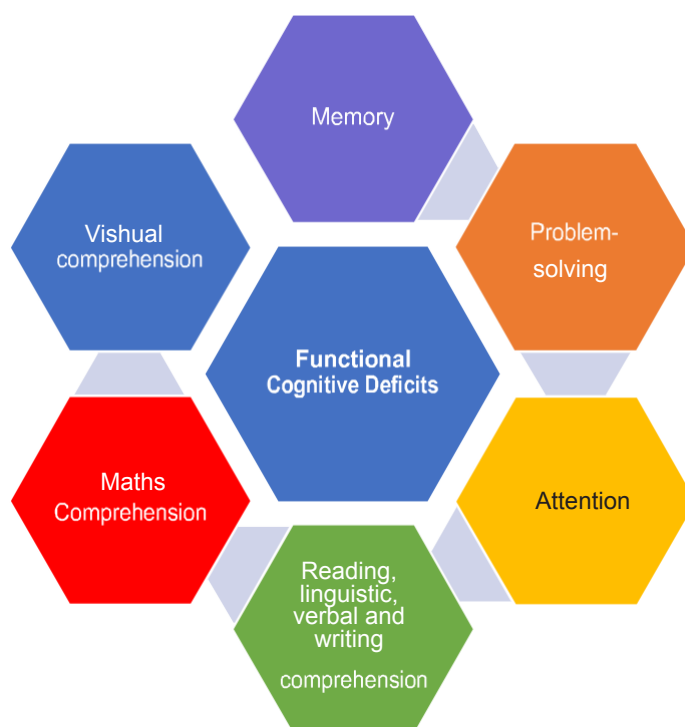 Memory
Problem-
solving
Vishual
comprehension
Functional
Cognitive Deficits
Maths
Comprehension
Attention
Reading,
linguistic,
verbal and
writing
comprehension